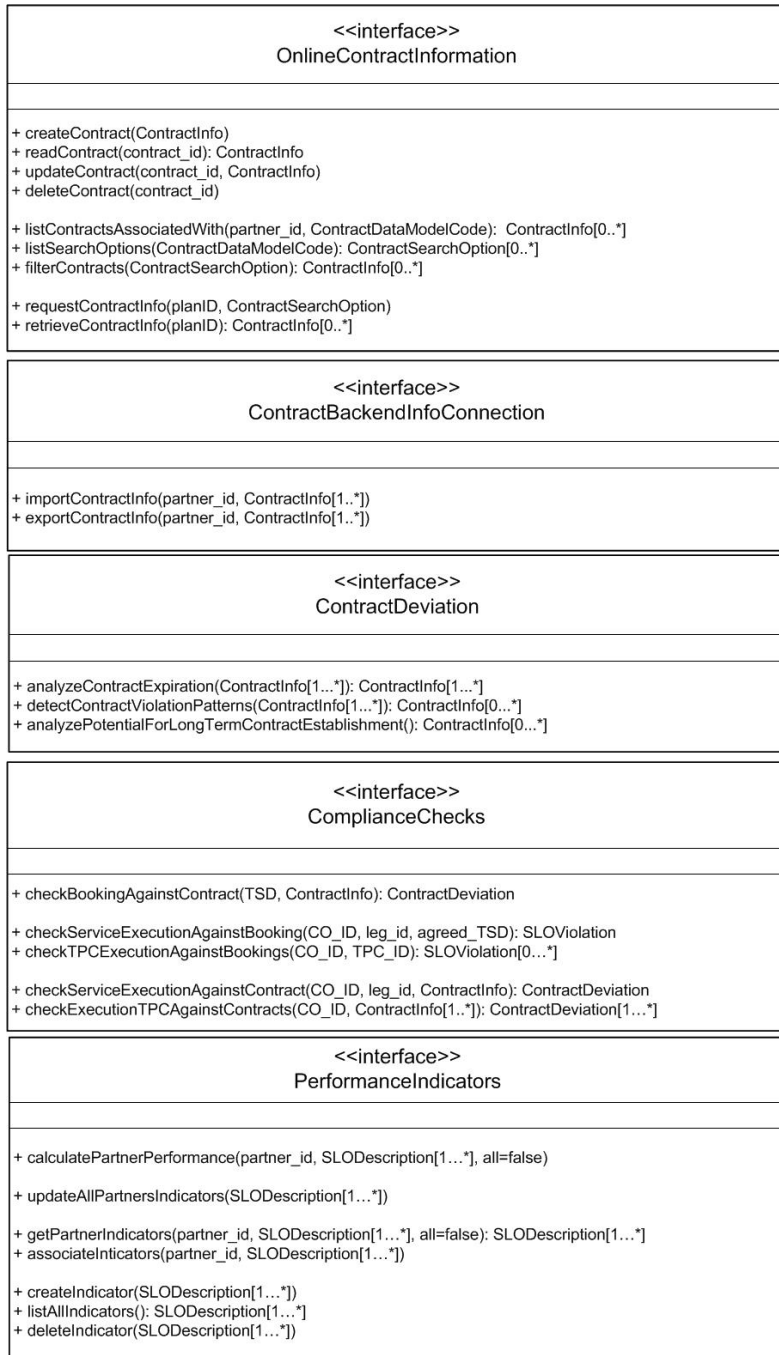 <<interface>>
OnlineContractInformation
+ createContract(ContractInfo)
+ readContract(contract_id): ContractInfo
+ updateContract(contract_id, ContractInfo)
+ deleteContract(contract_id)
+ listContractsAssociatedWith(partner_id, ContractDataModelCode): ContractInfo[0..*]
+ listSearchOptions(ContractDataModelCode): ContractSearchOption[0..*]
+ filterContracts(ContractSearchOption): ContractInfo[0..*]
+ requestContractInfo(planID, ContractSearchOption)
+ retrieveContractInfo(planID): ContractInfo[0..*]
<<interface>>
ContractBackendInfoConnection
+ importContractInfo(partner_id, ContractInfo[1..*])
+ exportContractInfo(partner_id, ContractInfo[1..*])
<<interface>>
ContractDeviation
+ analyzeContractExpiration(ContractInfo[1...*]): ContractInfo[1...*]
+ detectContractViolationPatterns(ContractInfo[1...*]): ContractInfo[0...*]
+ analyzePotentialForLongTermContractEstablishment(): ContractInfo[0...*]
<<interface>>
ComplianceChecks
+ checkBookingAgainstContract(TSD, ContractInfo): ContractDeviation
+ checkServiceExecutionAgainstBooking(CO_ID, leg_id, agreed_TSD): SLOViolation
+ checkTPCExecutionAgainstBookings(CO_ID, TPC_ID): SLOViolation[0…*]
+ checkServiceExecutionAgainstContract(CO_ID, leg_id, ContractInfo): ContractDeviation
+ checkExecutionTPCAgainstContracts(CO_ID, ContractInfo[1..*]): ContractDeviation[1…*]
<<interface>>
PerformanceIndicators
+ calculatePartnerPerformance(partner_id, SLODescription[1…*], all=false)
+ updateAllPartnersIndicators(SLODescription[1…*])
+ getPartnerIndicators(partner_id, SLODescription[1…*], all=false): SLODescription[1…*]
+ associateInticators(partner_id, SLODescription[1…*])
+ createIndicator(SLODescription[1…*])
+ listAllIndicators(): SLODescription[1…*]
+ deleteIndicator(SLODescription[1…*])